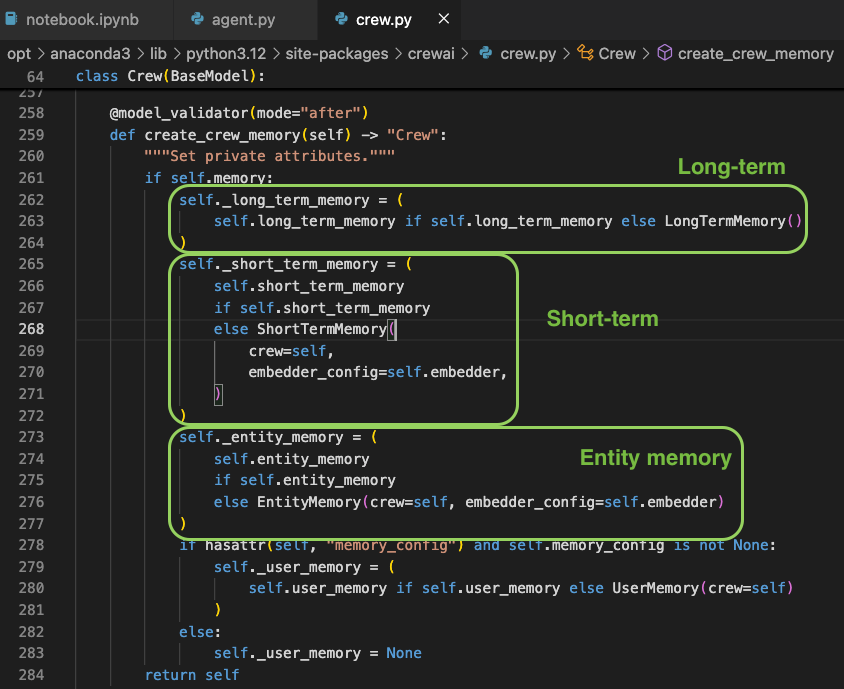 notebook.ipynb agent.py crew.py ×
opt > anaconda3 > lib > python3.12 > site-packages > crewai > crew.py > Crew > create_crew_memory
64 class Crew(BaseModel):
257
258 @model_validator(mode="after")
259 def create_crew_memory(self) -> "Crew":
260 """Set private attributes."""
Long-term
261 if self.memory:
262 self._long_term_memory = (
263 self.long_term_memory if self.long_term_memory else LongTermMemory()
264 )
265 self._short_term_memory = (
266 self.short_term_memory
267 if self.short_term_memory
Short-term
268 else ShortTermMemory(
269 crew=self,
270 embedder_config=self.embedder,
271 )
272 )
273 self._entity_memory = (
274 self.entity_memory
Entity memory
275 if self.entity_memory
276 else EntityMemory(crew=self, embedder_config=self.embedder)
277 )
278 if hasattr(self, "memory_config") and self.memory_config is not None:
279 self._user_memory = (
280 self.user_memory if self.user_memory else UserMemory(crew=self)
281 )
282 else:
283 self._user_memory = None
284 return self